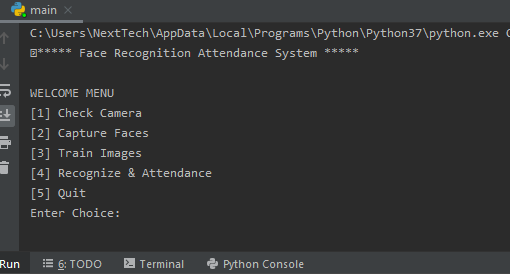 main
C:\Users\NextTech\AppData\Local\Programs\Python\Python37\python.exe
***** Face Recognition Attendance System *****
WELCOME MENU
[1] Check Camera
[2] Capture Faces
[3] Train Images
[4] Recognize & Attendance
[5] Quit
Enter Choice:
Run 6: TODO Terminal Python Console